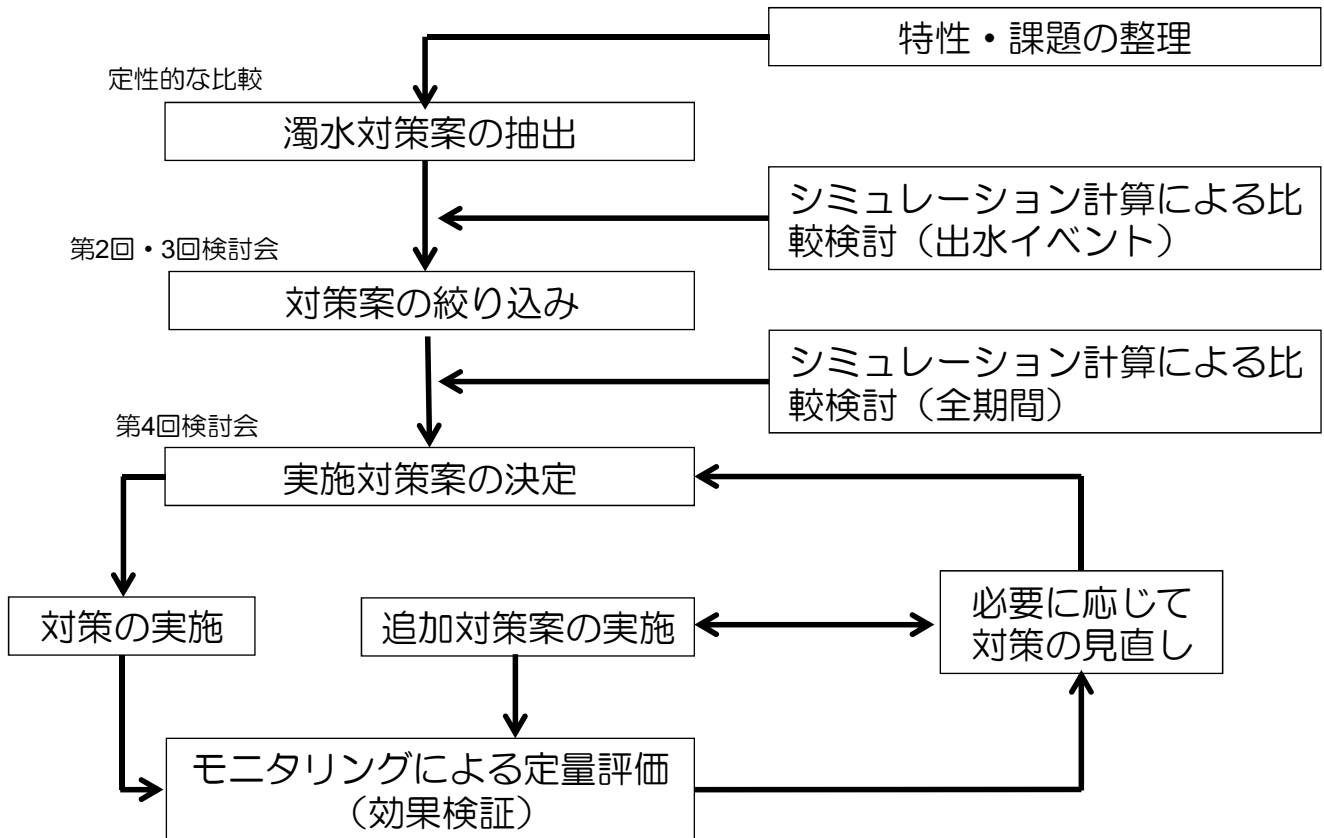 特性・課題の整理
定性的な比較
濁水対策案の抽出
シミュレーション計算による比
較検討（出水イベント）
第2回・3回検討会
対策案の絞り込み
シミュレーション計算による比
較検討（全期間）
第4回検討会
実施対策案の決定
対策の実施
追加対策案の実施
必要に応じて
対策の見直し
モニタリングによる定量評価
（効果検証）